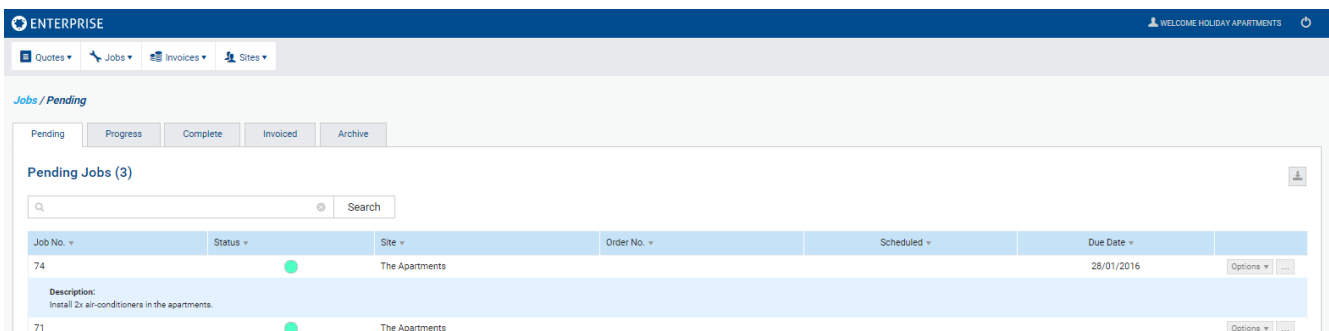 ENTERPRISE WELCOME HOLIDAY APARTMENTS
Quotes Jobs Invoices Sites
Jobs / Pending
Pending Progress Complete Invoiced Archive
Pending Jobs (3)
Search
Job No. Status Site Order No. Scheduled Due Date
74 The Apartments 28/01/2016 Options ...
Description:
Install 2x air-conditioners in the apartments.
71 The Apartments Options ...